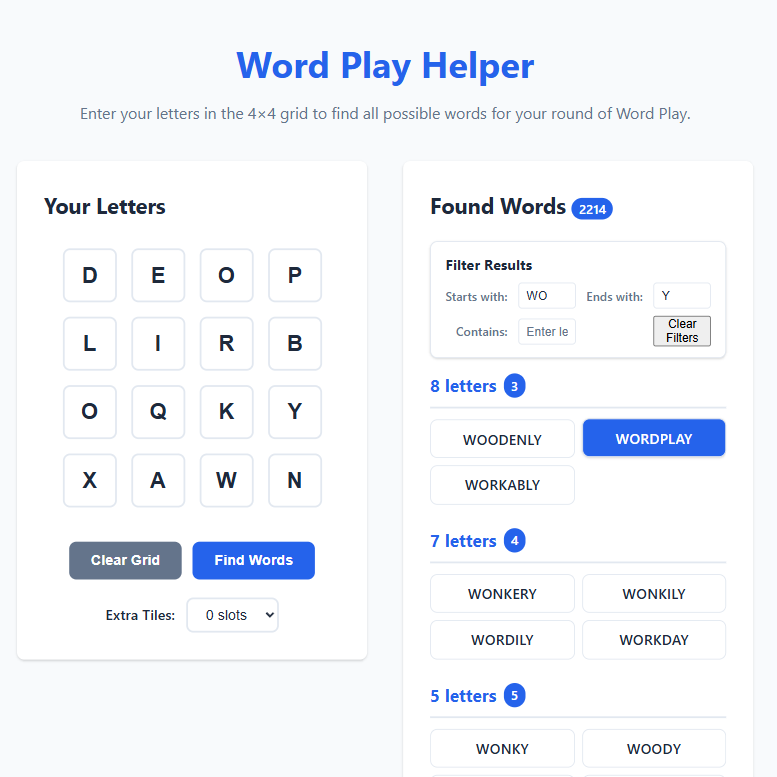 Word Play Helper
Enter your letters in the 4×4 grid to find all possible words for your round of Word Play.
Your Letters
D E O P
L I R B
O Q K Y
X A W N
Clear Grid Find Words
Extra Tiles: 0 slots
Found Words 2214
Filter Results
Starts with: WO Ends with: Y
Contains: Enter le Clear Filters
8 letters 3
WOODENLY WORDPLAY
WORKABLY
7 letters 4
WONKERY WONKILY
WORDILY WORKDAY
5 letters 5
WONKY WOODY